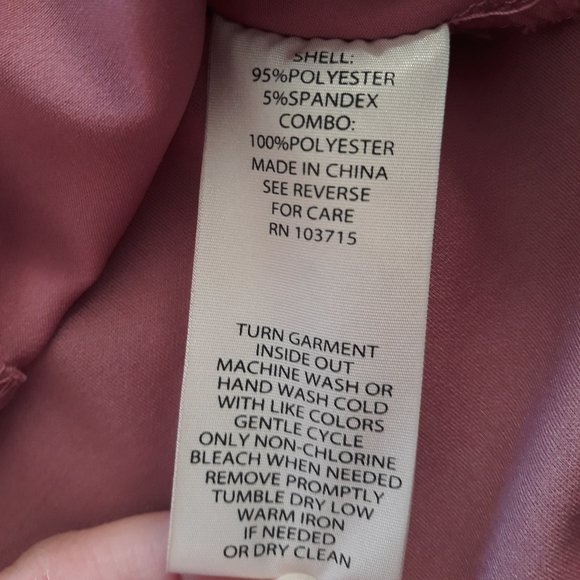 SHELL:
95%POLYESTER
5%SPANDEX
COMBO:
100%POLYESTER
MADE IN CHINA
SEE REVERSE
FOR CARE
RN 103715
TURN GARMENT
INSIDE OUT
MACHINE WASH OR
HAND WASH COLD
WITH LIKE COLORS
GENTLE CYCLE
ONLY NON-CHLORINE
BLEACH WHEN NEEDED
REMOVE PROMPTLY
TUMBLE DRY LOW
WARM IRON
IF NEEDED
OR DRY CLEAN